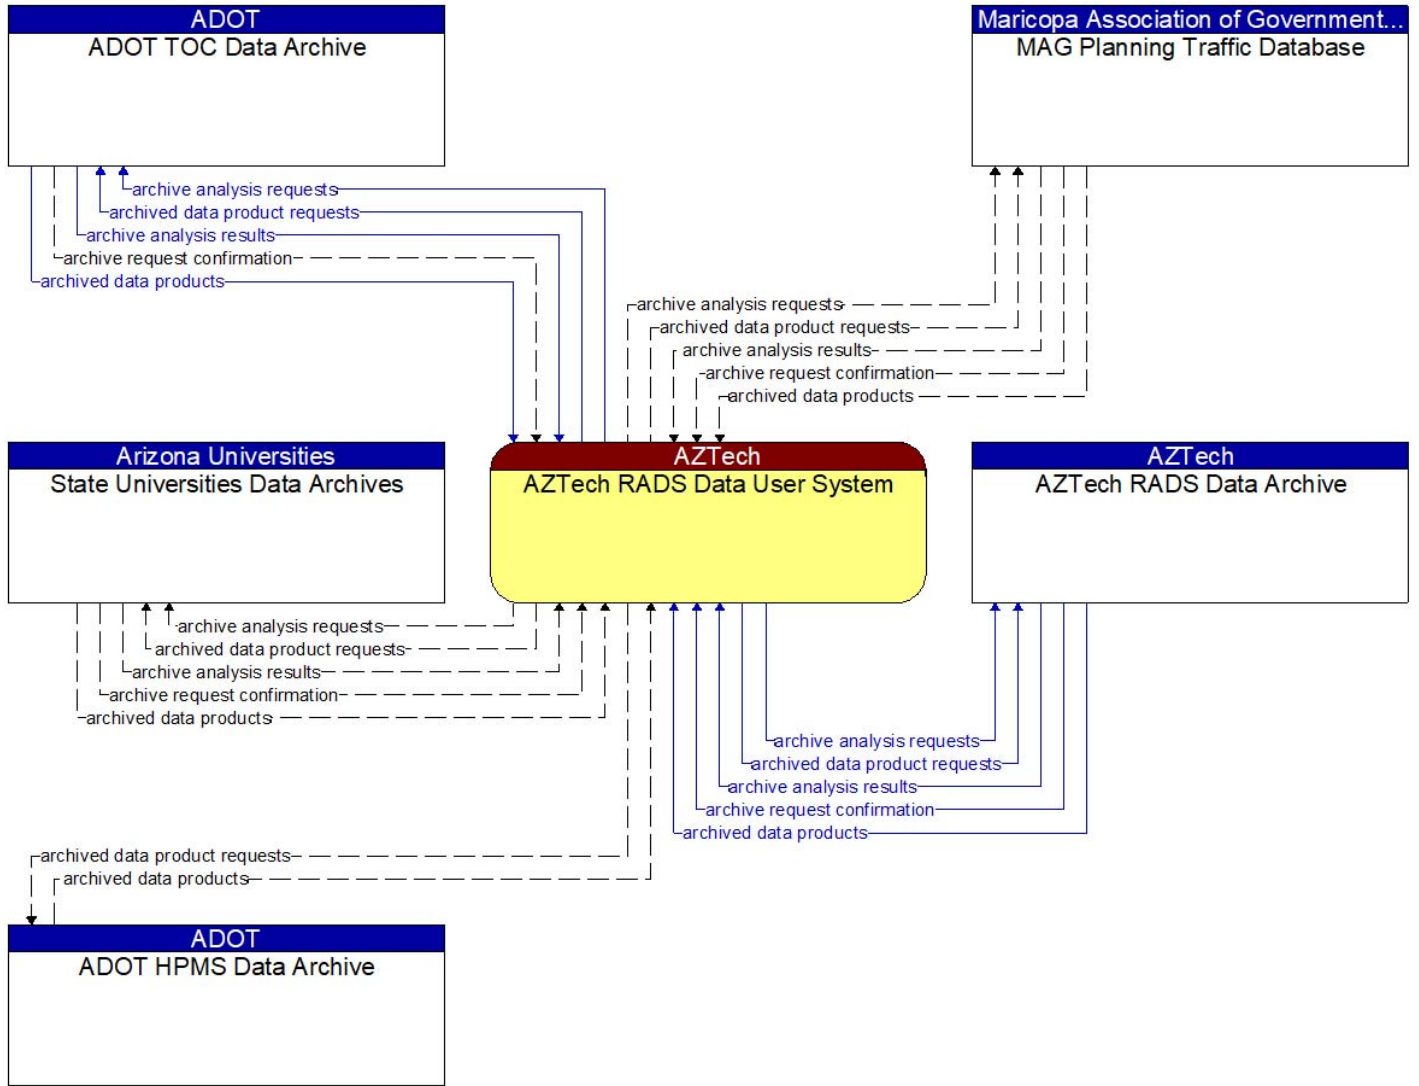 ADOT
ADOT TOC Data Archive
Maricopa Association of Government...
MAG Planning Traffic Database
archive analysis requests
archived data product requests
archive analysis results
archive request confirmation
archived data products
archive analysis requests
archived data product requests
archive analysis results
archive request confirmation
archived data products
Arizona Universities
State Universities Data Archives
AZTech
AZTech RADS Data User System
AZTech
AZTech RADS Data Archive
archive analysis requests
archived data product requests
archive analysis results
archive request confirmation
archived data products
archive analysis requests
archived data product requests
archive analysis results
archive request confirmation
archived data products
archived data product requests
archived data products
ADOT
ADOT HPMS Data Archive